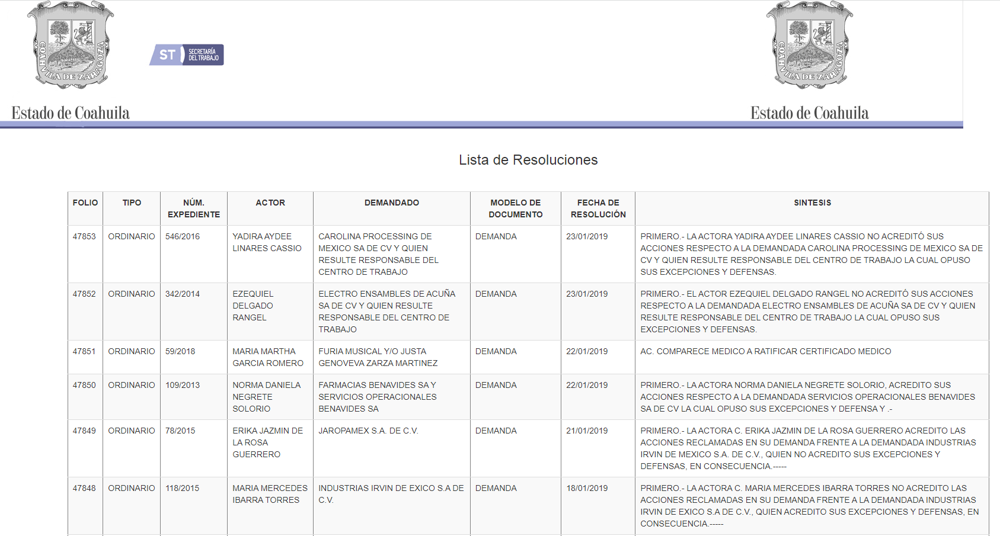 COAHVILA DE ZARAGOZA
ST
SECRETARÍA
DEL TRABAJO
COAHVILA DE ZARAGOZA
Estado de Coahuila
Estado de Coahuila
Lista de Resoluciones
FOLIO TIPO NÚM. EXPEDIENTE ACTOR DEMANDADO MODELO DE DOCUMENTO FECHA DE RESOLUCIÓN SINTESIS
47853 ORDINARIO 546/2016 YADIRA AYDEE CAROLINA PROCESSING DE DEMANDA 23/01/2019 PRIMERO.- LA ACTORA YADIRA AYDEE LINARES CASSIO NO ACREDITÓ SUS
LINARES CASSIO MEXICO SA DE CV Y QUIEN ACCIONES RESPECTO A LA DEMANDADA CAROLINA PROCESSING DE MEXICO SA DE
RESULTE RESPONSABLE DEL CV Y QUIEN RESULTE RESPONSABLE DEL CENTRO DE TRABAJO LA CUAL OPUSO
CENTRO DE TRABAJO SUS EXCEPCIONES Y DEFENSAS.
47852 ORDINARIO 342/2014 EZEQUIEL ELECTRO ENSAMBLES DE ACUÑA DEMANDA 23/01/2019 PRIMERO.- EL ACTOR EZEQUIEL DELGADO RANGEL NO ACREDITÓ SUS ACCIONES
DELGADO SA DE CV Y QUIEN RESULTE RESPECTO A LA DEMANDADA ELECTRO ENSAMBLES DE ACUÑA SA DE CV Y QUIEN
RANGEL RESPONSABLE DEL CENTRO DE RESULTE RESPONSABLE DEL CENTRO DE TRABAJO LA CUAL OPUSO SUS
TRABAJO EXCEPCIONES Y DEFENSAS.
47851 ORDINARIO 59/2018 MARIA MARTHA FURIA MUSICAL Y/O JUSTA DEMANDA 22/01/2019 AC. COMPARECE MEDICO A RATIFICAR CERTIFICADO MEDICO
GARCIA ROMERO GENOVEVA ZARZA MARTINEZ
47850 ORDINARIO 109/2013 NORMA DANIELA FARMACIAS BENAVIDES SA Y DEMANDA 22/01/2019 PRIMERO.- LA ACTORA NORMA DANIELA NEGRETE SOLORIO, ACREDITO SUS
NEGRETE SERVICIOS OPERACIONALES ACCIONES RESPECTO A LA DEMANDADA SERVICIOS OPERACIONALES BENAVIDES
SOLORIO BENAVIDES SA SA DE CV LA CUAL OPUSO SUS EXCEPCIONES Y DEFENSA Y .-
47849 ORDINARIO 78/2015 ERIKA JAZMIN DE JAROPAMEX S.A. DE C.V. DEMANDA 21/01/2019 PRIMERO.- LA ACTORA C. ERIKA JAZMIN DE LA ROSA GUERRERO ACREDITO LAS
LA ROSA ACCIONES RECLAMADAS EN SU DEMANDA FRENTE A LA DEMANDADA INDUSTRIAS
GUERRERO IRVIN DE MEXICO S.A. DE C.V., QUIEN NO ACREDITO SUS EXCEPCIONES Y
DEFENSAS, EN CONSECUENCIA.-----
47848 ORDINARIO 118/2015 MARIA MERCEDES INDUSTRIAS IRVIN DE EXICO S.A DE DEMANDA 18/01/2019 PRIMERO.- LA ACTORA C. MARIA MERCEDES IBARRA TORRES NO ACREDITO LAS
IBARRA TORRES C.V. ACCIONES RECLAMADAS EN SU DEMANDA FRENTE A LA DEMANDADA INDUSTRIAS
IRVIN DE EXICO S.A DE C.V., QUIEN ACREDITO SUS EXCEPCIONES Y DEFENSAS, EN
CONSECUENCIA.-----